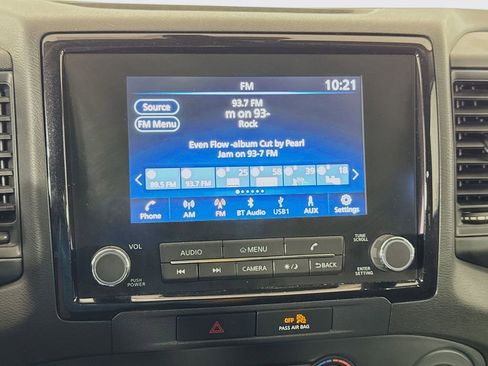 FM 10:21
Source
93.7 FM
m on 93-
FM Menu
Rock
Even Flow -album Cut by Pearl
Jam on 93-7 FM
89.5 FM 93.7 FM 25 58 39 18
Phone AM FM BT Audio USB1 AUX Settings
VOL AUDIO MENU TUNE
SCROLL
PUSH
POWER
CAMERA BACK ENTER
SETTING
OFF
PASS AIR BAG